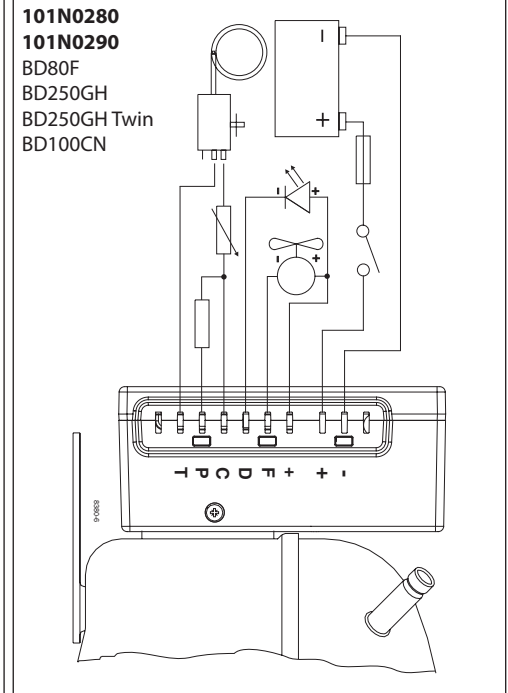 101N0280
101N0290
BD80F
BD250GH
BD250GH Twin
BD100CN
−
+
− +
− +
T P C D F + + -
8380-6